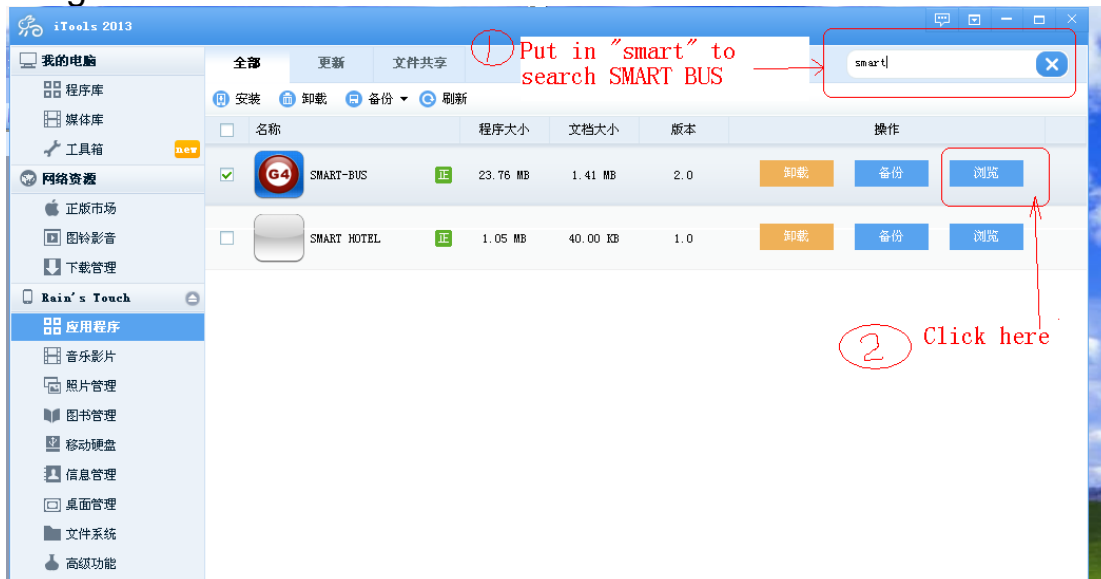 iTools 2013
① Put in "smart" to
search SMART BUS
smart
我的电脑
程序库
媒体库
工具箱 new
网络资源
正版市场
图铃影音
下载管理
Rain's Touch
应用程序
音乐影片
照片管理
图书管理
移动硬盘
信息管理
桌面管理
文件系统
高级功能
全部 更新 文件共享
安装 卸载 备份 刷新
名称 程序大小 文档大小 版本 操作
G4 SMART-BUS 正 23.76 MB 1.41 MB 2.0 卸载 备份 浏览
SMART HOTEL 正 1.05 MB 40.00 KB 1.0 卸载 备份 浏览
② Click here